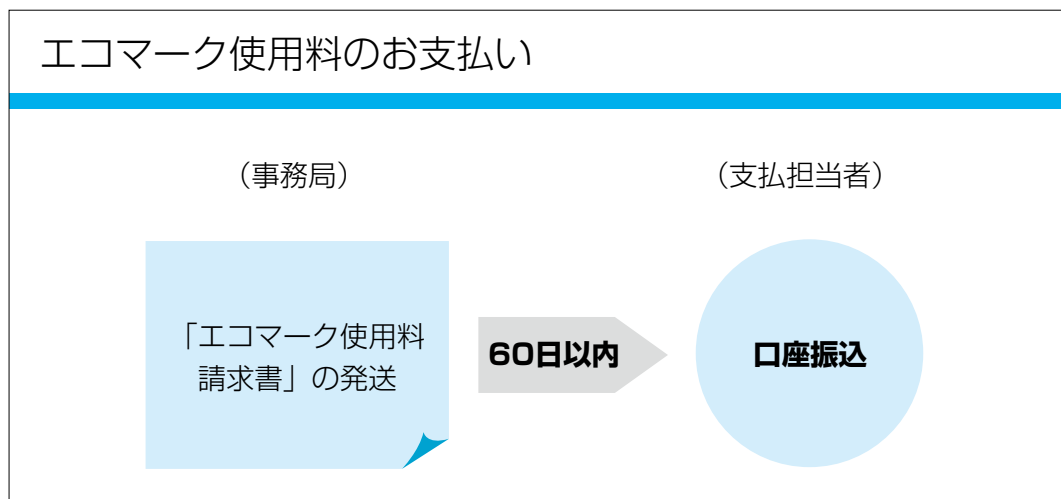 エコマーク使用料のお支払い
（事務局）
（支払担当者）
「エコマーク使用料
請求書」の発送
60日以内
口座振込